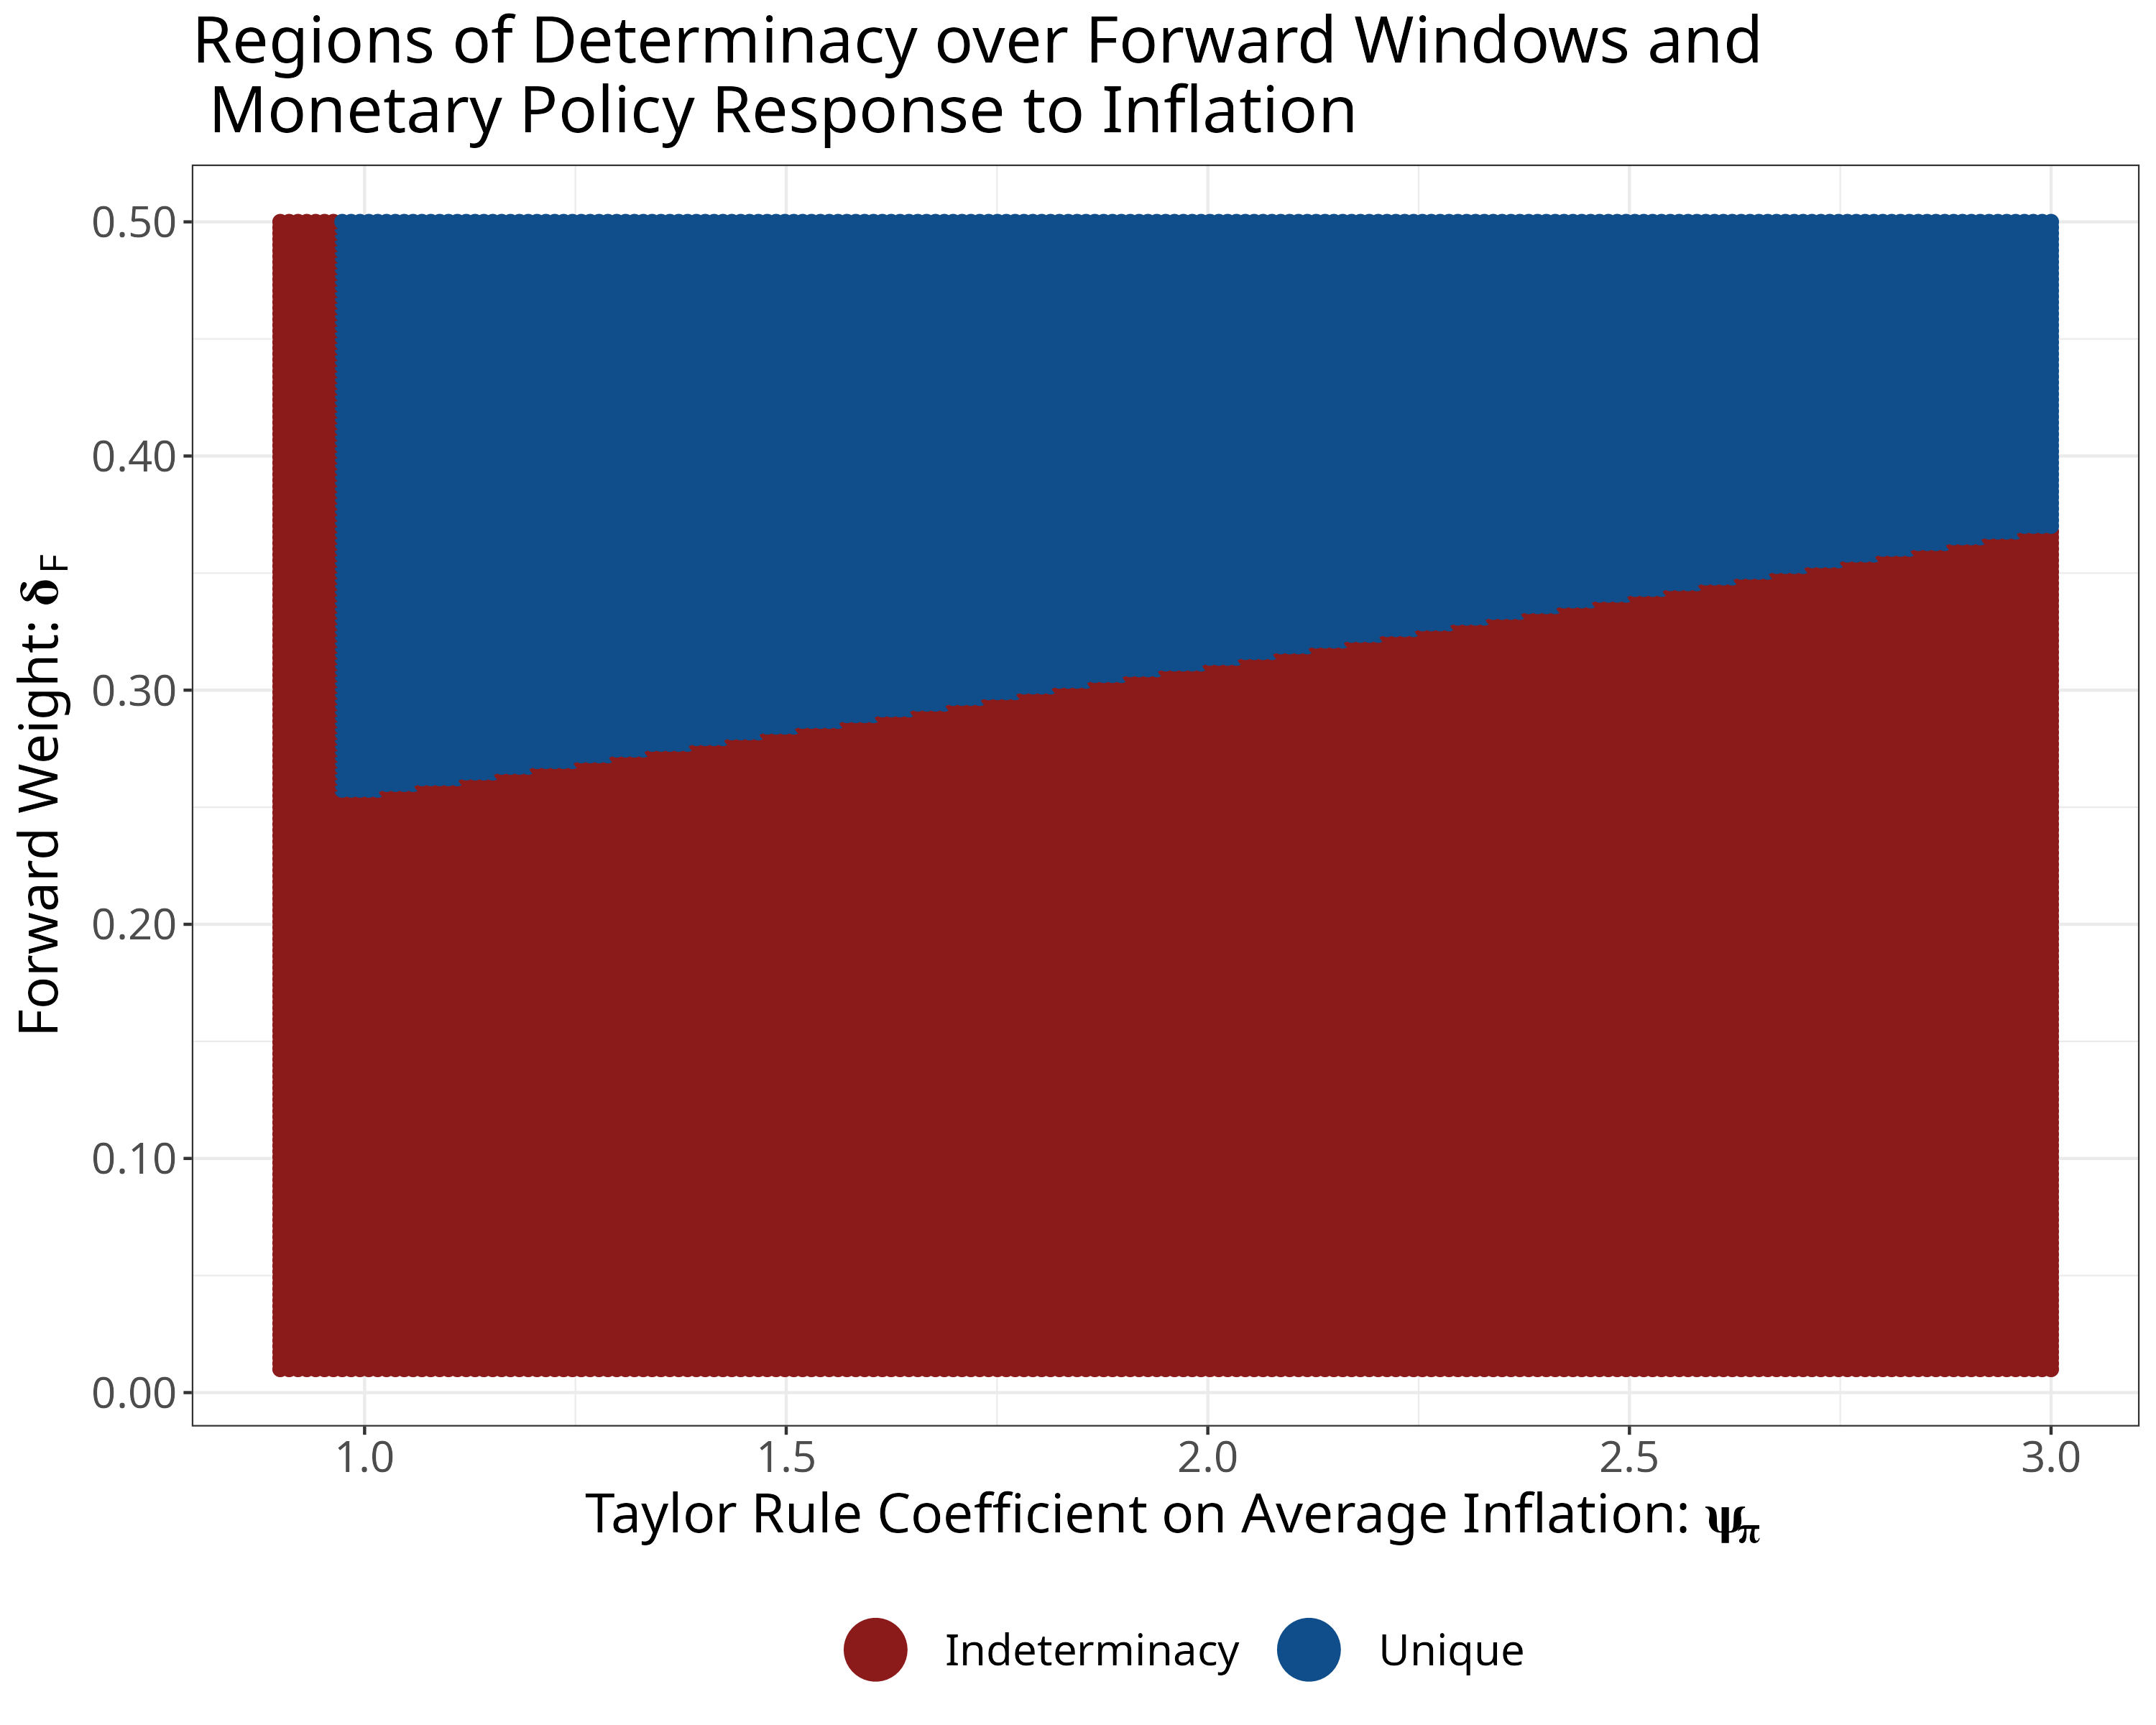 Regions of Determinacy over Forward Windows and
Monetary Policy Response to Inflation
Forward Weight: δF
0.50
0.40
0.30
0.20
0.10
0.00
1.0 1.5 2.0 2.5 3.0
Taylor Rule Coefficient on Average Inflation: ψπ
Indeterminacy Unique